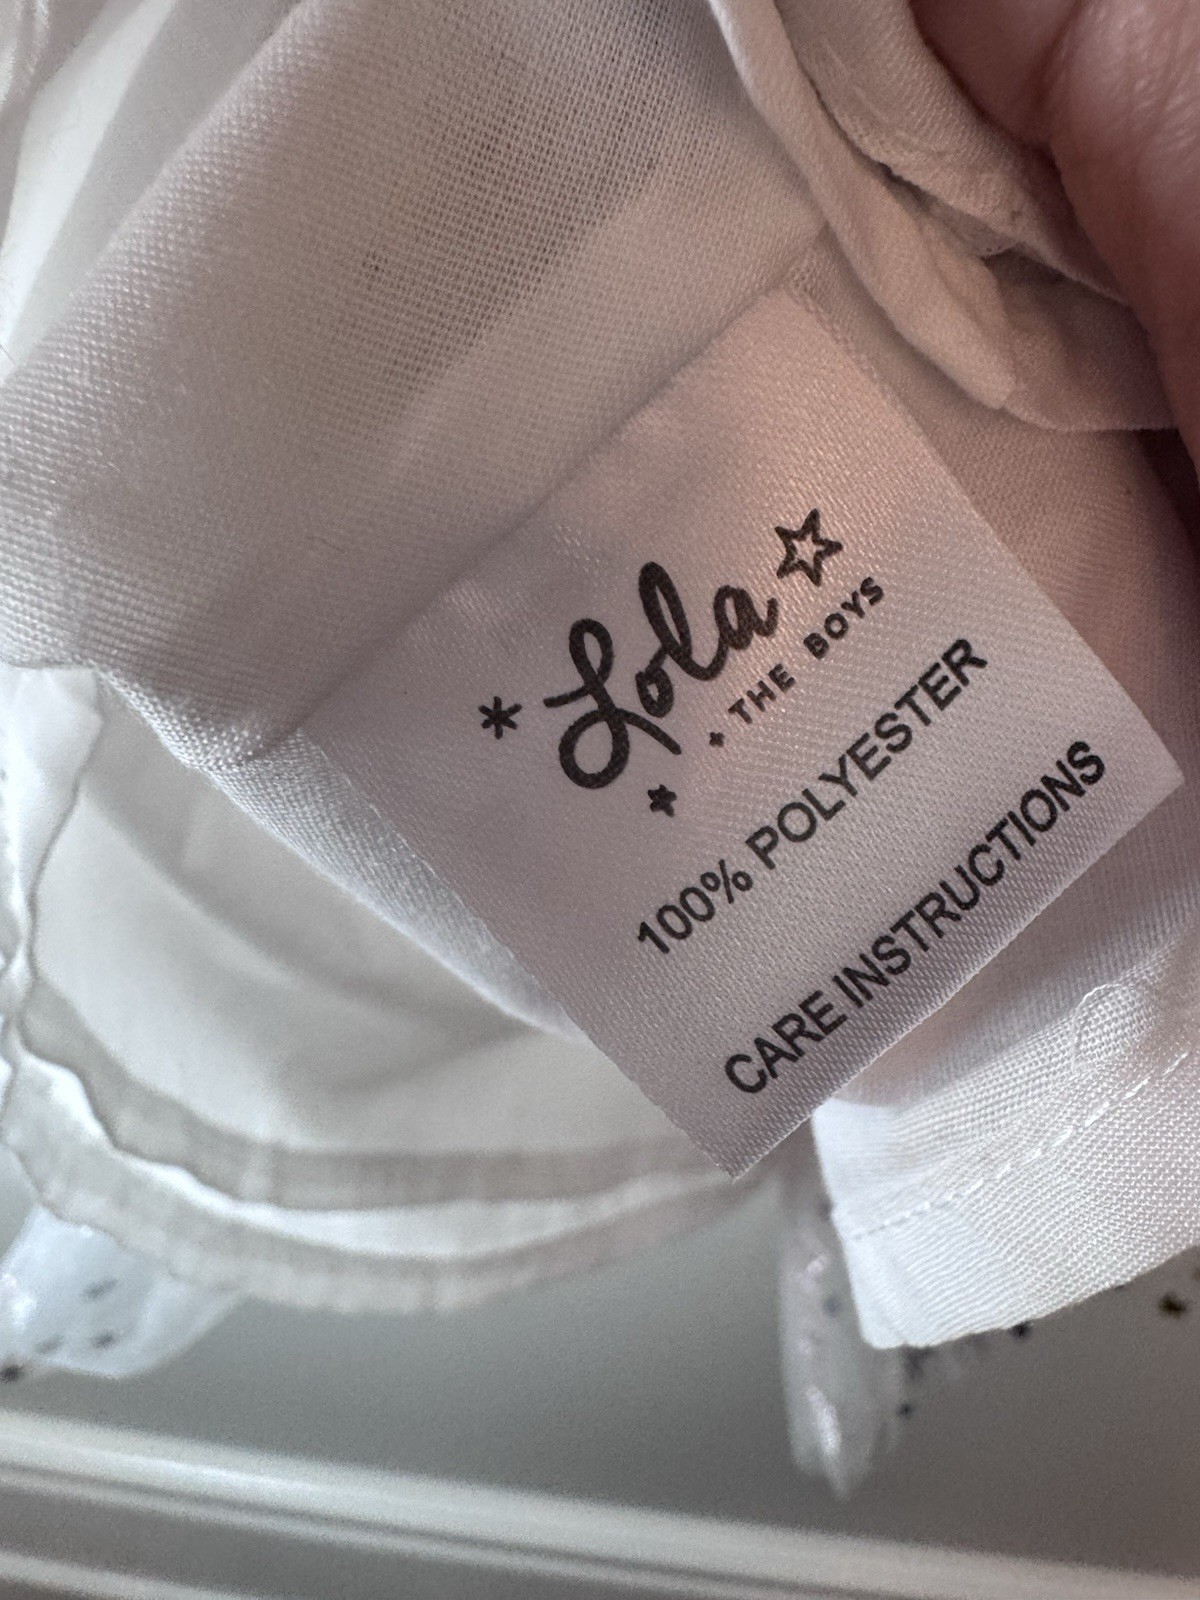 Lola
THE BOYS
100% POLYESTER
CARE INSTRUCTIONS